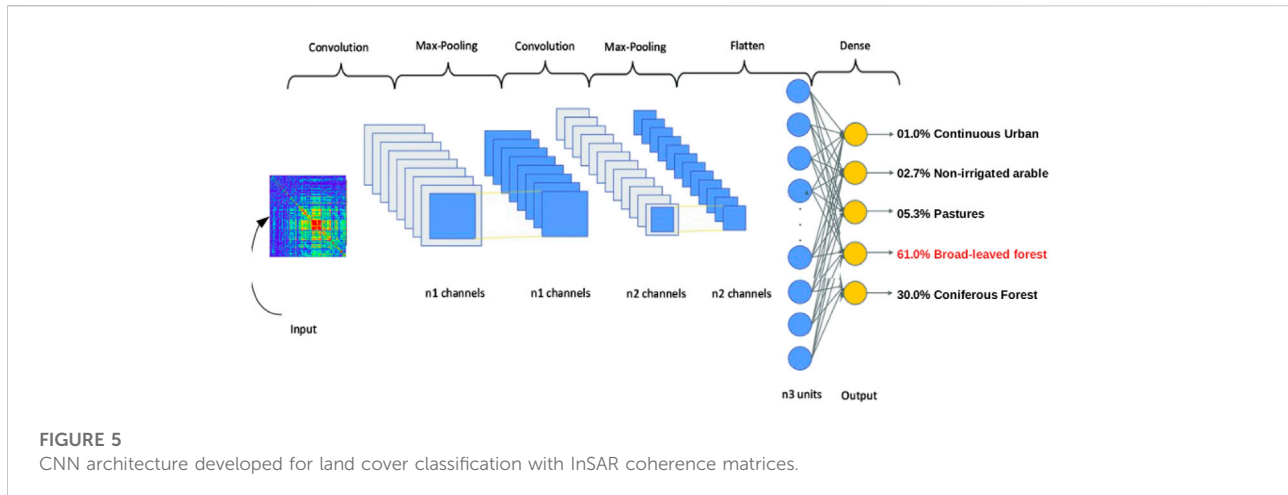 Convolution
Max-Pooling
Convolution
Max-Pooling
Flatten
Dense
01.0% Continuous Urban
02.7% Non-irrigated arable
05.3% Pastures
61.0% Broad-leaved forest
30.0% Coniferous Forest
n1 channels
n1 channels
n2 channels
n2 channels
Input
n3 units
Output
FIGURE 5
CNN architecture developed for land cover classification with InSAR coherence matrices.